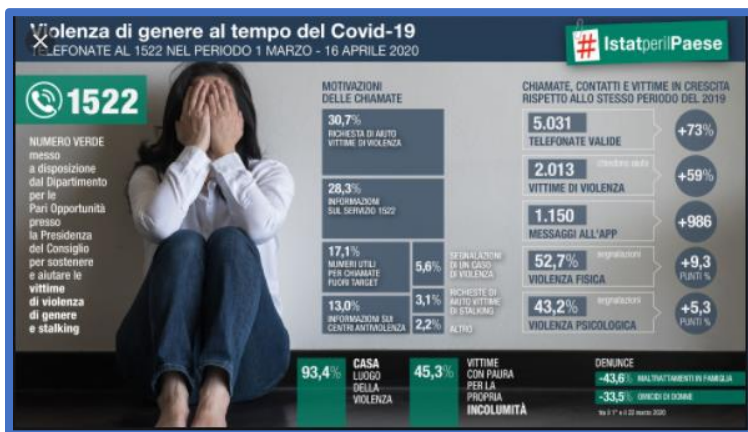 Violenza di genere al tempo del Covid-19
TELEFONATE AL 1522 NEL PERIODO 1 MARZO - 16 APRILE 2020
# IstatperilPaese
1522
NUMERO VERDE
messo
a disposizione
dal Dipartimento
per le
Pari Opportunità
presso
la Presidenza
del Consiglio
per sostenere
e aiutare le
vittime
di violenza
di genere
e stalking
MOTIVAZIONI
DELLE CHIAMATE
30,7%
RICHIESTA DI AIUTO
VITTIME DI VIOLENZA
28,3%
INFORMAZIONI
SUL SERVIZIO 1522
17,1%
NUMERI UTILI
PER CHIAMATE
FUORI TARGET
5,6%
SEGNALAZIONI
DI UN CASO
DI VIOLENZA
13,0%
INFORMAZIONI SUI
CENTRI ANTIVIOLENZA
3,1%
RICHIESTE DI
AIUTO VITTIME
DI STALKING
2,2%
ALTRO
CHIAMATE, CONTATTI E VITTIME IN CRESCITA
RISPETTO ALLO STESSO PERIODO DEL 2019
5.031
TELEFONATE VALIDE
+73%
2.013 chiedono aiuto
VITTIME DI VIOLENZA
+59%
1.150
MESSAGGI ALL'APP
+986
52,7% segnalazioni
VIOLENZA FISICA
+9,3
PUNTI %
43,2% segnalazioni
VIOLENZA PSICOLOGICA
+5,3
PUNTI %
93,4%
CASA
LUOGO
DELLA
VIOLENZA
45,3%
VITTIME
CON PAURA
PER LA
PROPRIA
INCOLUMITÀ
DENUNCE
-43,6% MALTRATTAMENTI IN FAMIGLIA
-33,5% OMICIDI DI DONNE
tra il 1° e il 22 marzo 2020